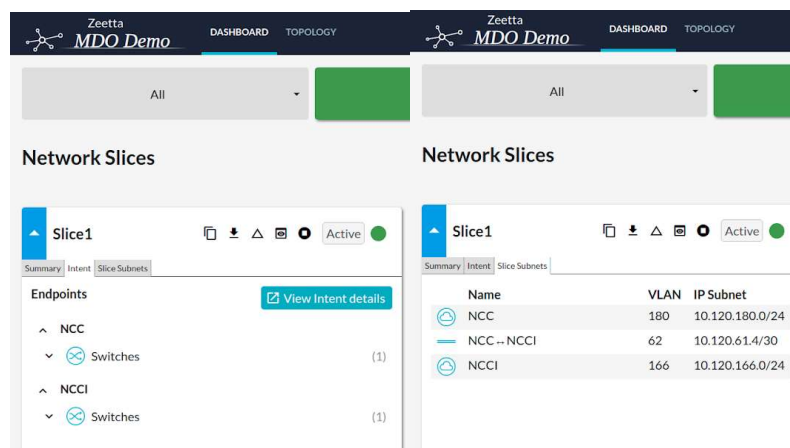 Zeetta
MDO Demo
DASHBOARD TOPOLOGY
All
Network Slices
Slice1 Active
Summary Intent Slice Subnets
Endpoints View Intent details
NCC
Switches (1)
NCCI
Switches (1)
Zeetta
MDO Demo
DASHBOARD TOPOLOGY
All
Network Slices
Slice1 Active
Summary Intent Slice Subnets
Name VLAN IP Subnet
NCC 180 10.120.180.0/24
NCC↔NCCI 62 10.120.61.4/30
NCCI 166 10.120.166.0/24